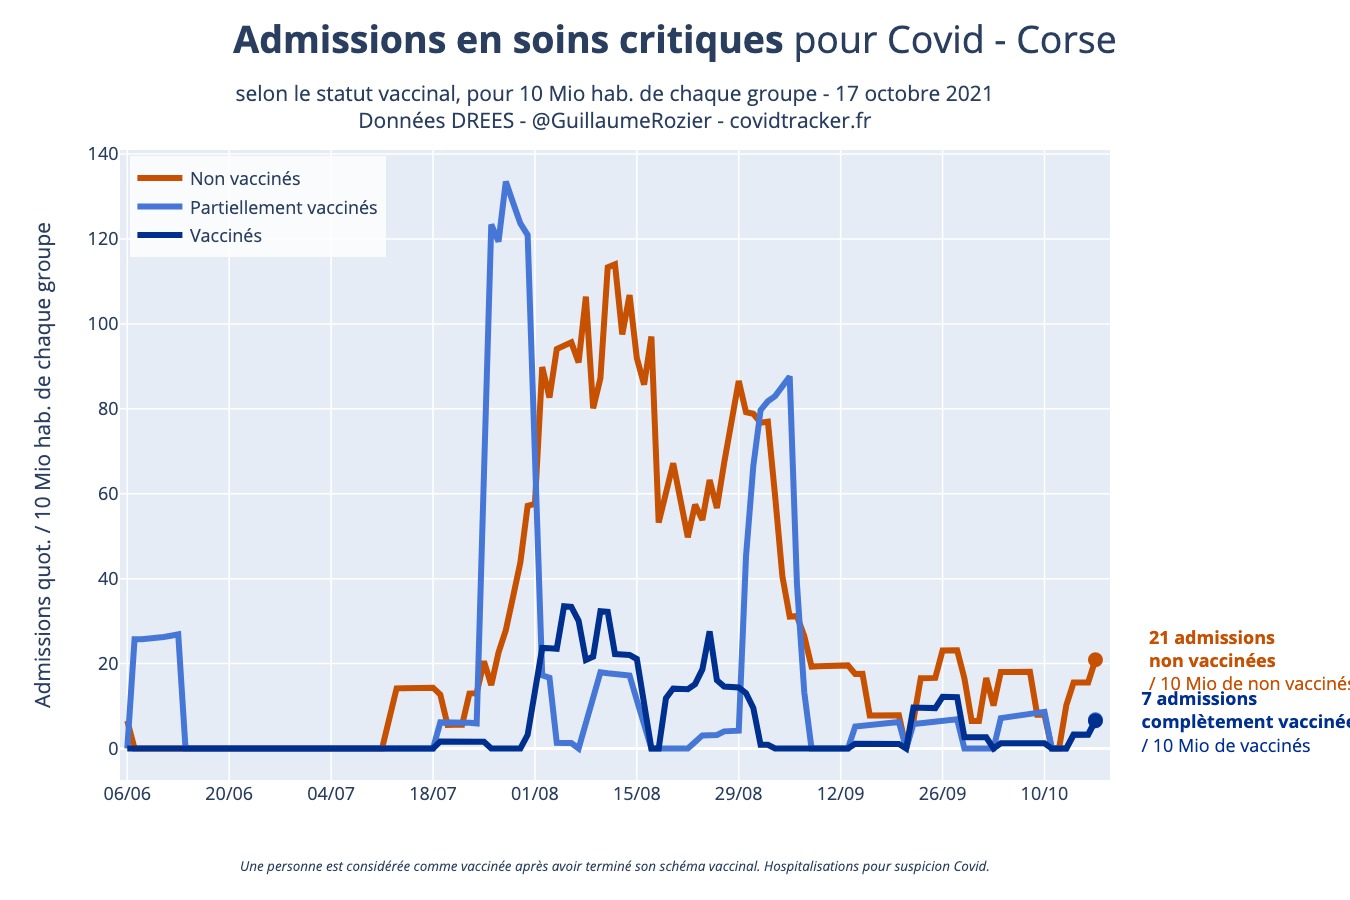 Admissions en soins critiques pour Covid - Corse
selon le statut vaccinal, pour 10 Mio hab. de chaque groupe - 17 octobre 2021
Données DREES - @GuillaumeRozier - covidtracker.fr
Admissions quot. / 10 Mio hab. de chaque groupe
140
120
100
80
60
40
20
0
Non vaccinés
Partiellement vaccinés
Vaccinés
21 admissions
non vaccinées
/ 10 Mio de non vaccinés
7 admissions
complètement vaccinée
/ 10 Mio de vaccinés
06/06 20/06 04/07 18/07 01/08 15/08 29/08 12/09 26/09 10/10
Une personne est considérée comme vaccinée après avoir terminé son schéma vaccinal. Hospitalisations pour suspicion Covid.